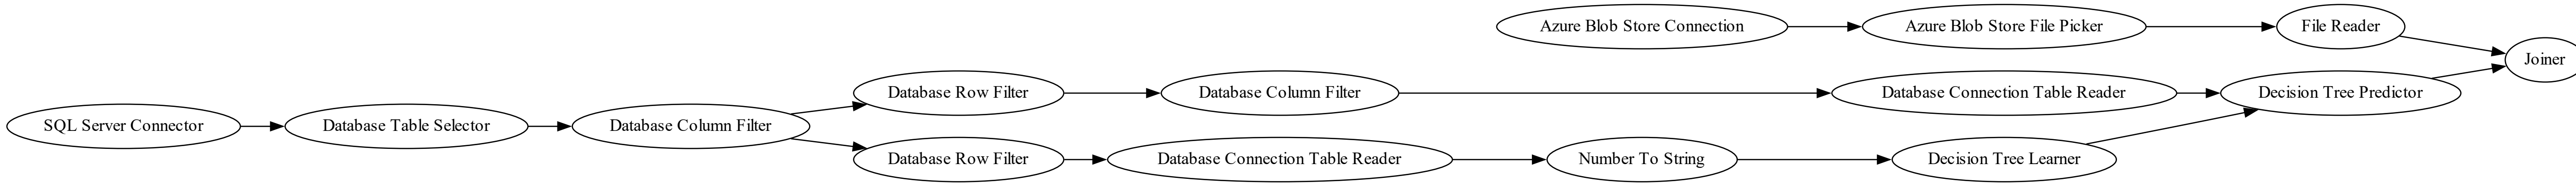 Azure Blob Store Connection
Azure Blob Store File Picker
File Reader
Joiner
Database Row Filter
Database Column Filter
Database Connection Table Reader
Decision Tree Predictor
SQL Server Connector
Database Table Selector
Database Column Filter
Database Row Filter
Database Connection Table Reader
Number To String
Decision Tree Learner